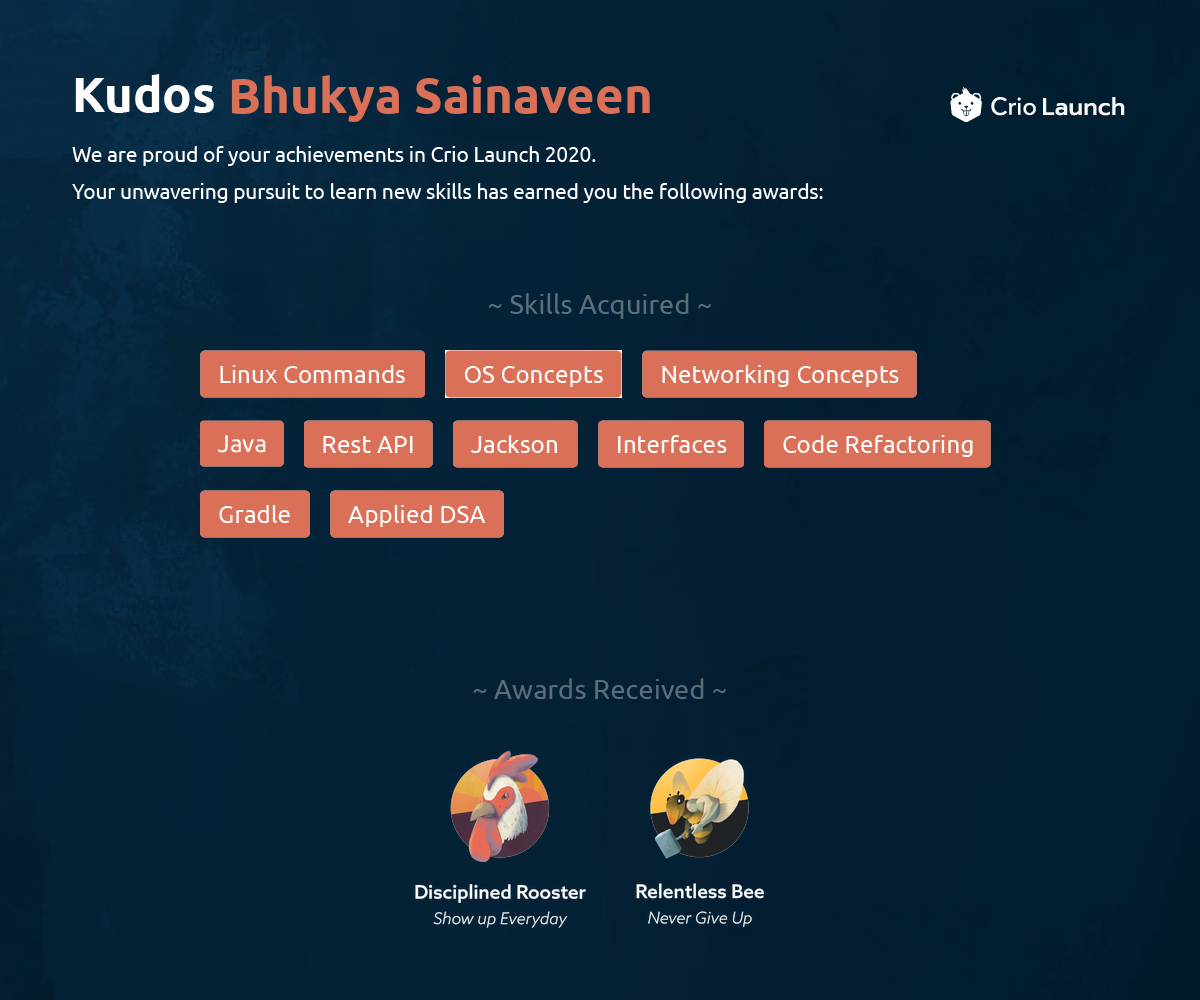 Kudos Bhukya Sainaveen
Crio Launch
We are proud of your achievements in Crio Launch 2020.
Your unwavering pursuit to learn new skills has earned you the following awards:
~ Skills Acquired ~
Linux Commands OS Concepts Networking Concepts
Java Rest API Jackson Interfaces Code Refactoring
Gradle Applied DSA
~ Awards Received ~
Disciplined Rooster Relentless Bee
Show up Everyday Never Give Up